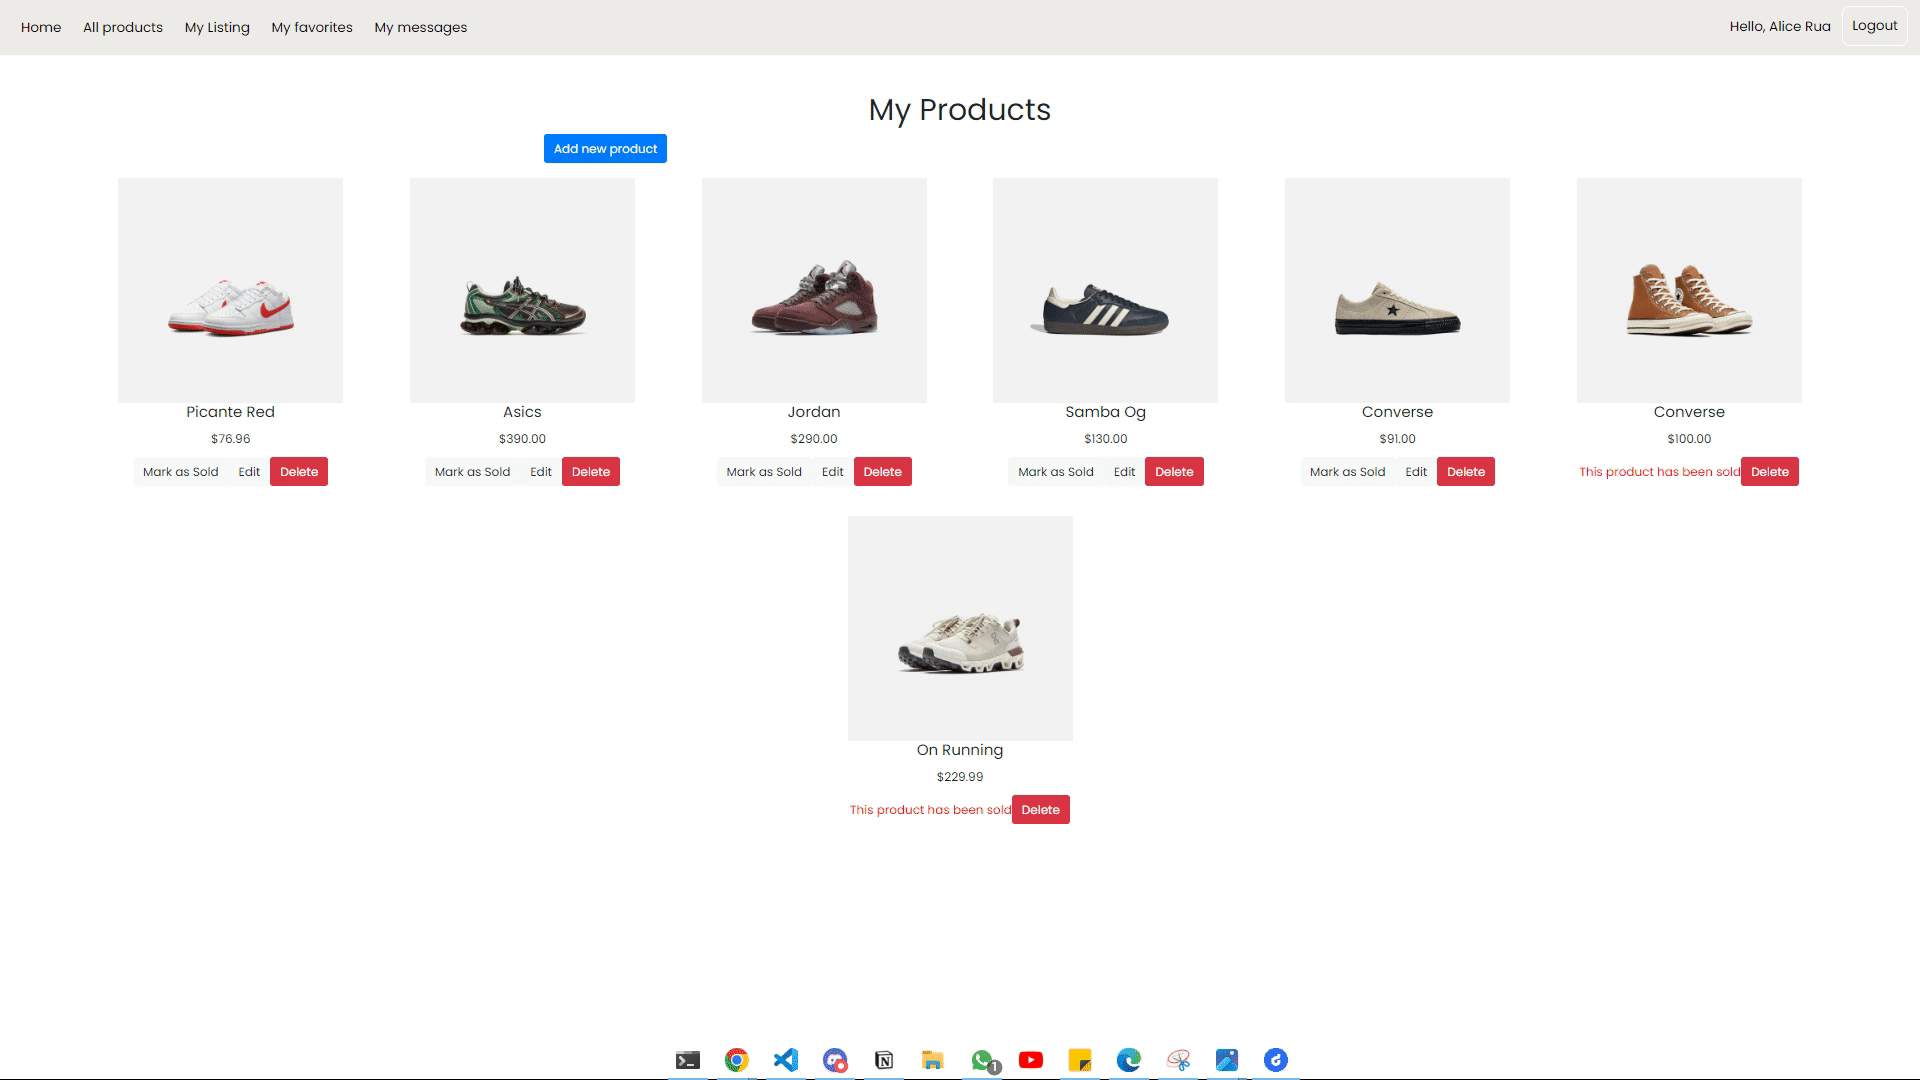 Home All products My Listing My favorites My messages Hello, Alice Rua Logout
My Products
Add new product
Picante Red Asics Jordan Samba Og Converse Converse
$76.96 $390.00 $290.00 $130.00 $91.00 $100.00
Mark as Sold Edit Delete Mark as Sold Edit Delete Mark as Sold Edit Delete Mark as Sold Edit Delete Mark as Sold Edit Delete This product has been sold Delete
On Running
$229.99
This product has been sold Delete
1